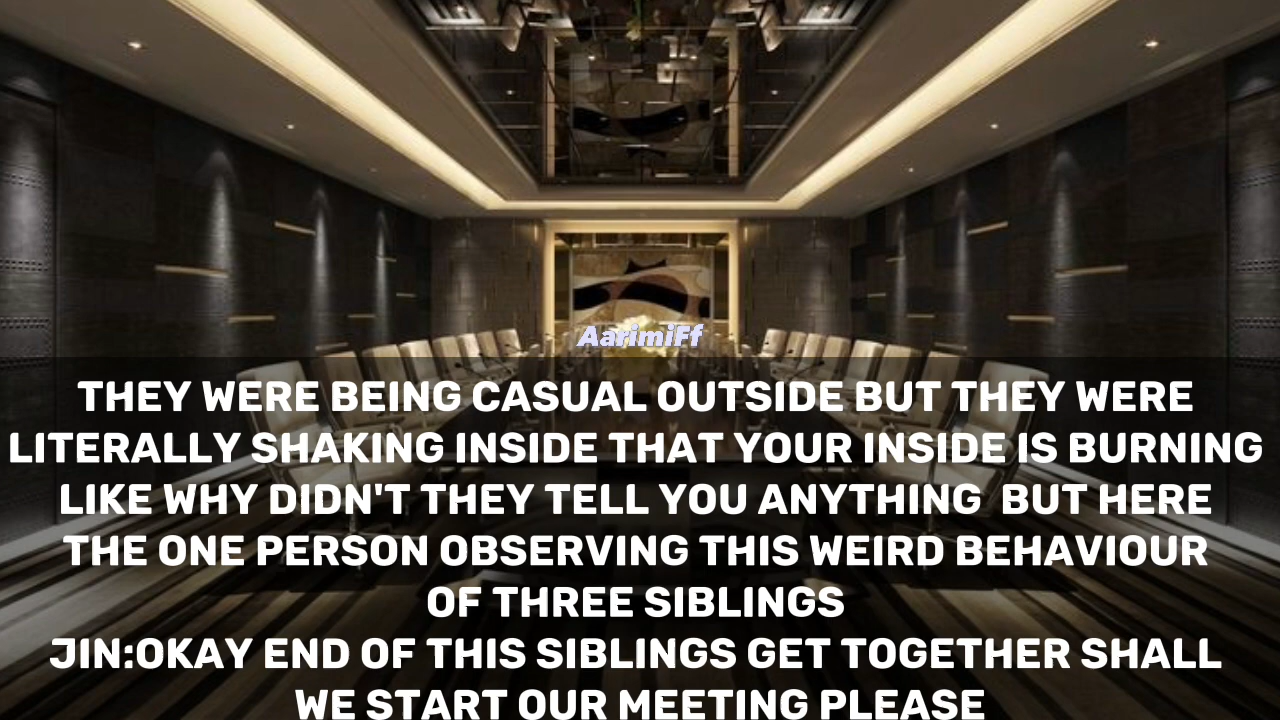 AarimiFf
THEY WERE BEING CASUAL OUTSIDE BUT THEY WERE
LITERALLY SHAKING INSIDE THAT YOUR INSIDE IS BURNING
LIKE WHY DIDN'T THEY TELL YOU ANYTHING BUT HERE
THE ONE PERSON OBSERVING THIS WEIRD BEHAVIOUR
OF THREE SIBLINGS
JIN:OKAY END OF THIS SIBLINGS GET TOGETHER SHALL
WE START OUR MEETING PLEASE